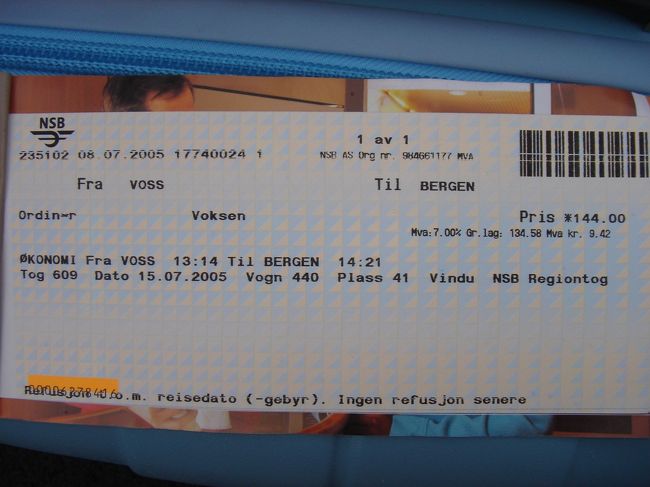 NSB
235102 08.07.2005 17740024 1
1 av 1
NSB AS Org nr. 984661177 MVA
Fra VOSS Til BERGEN
Ordin-r Voksen Pris *144.00
Mva:7.00% Gr.lag: 134.58 Mva kr. 9.42
ØKONOMI Fra VOSS 13:14 Til BERGEN 14:21
Tog 609 Dato 15.07.2005 Vogn 440 Plass 41 Vindu NSB Regiontog
Refusjon t.o.m. reisedato (-gebyr). Ingen refusjon senere